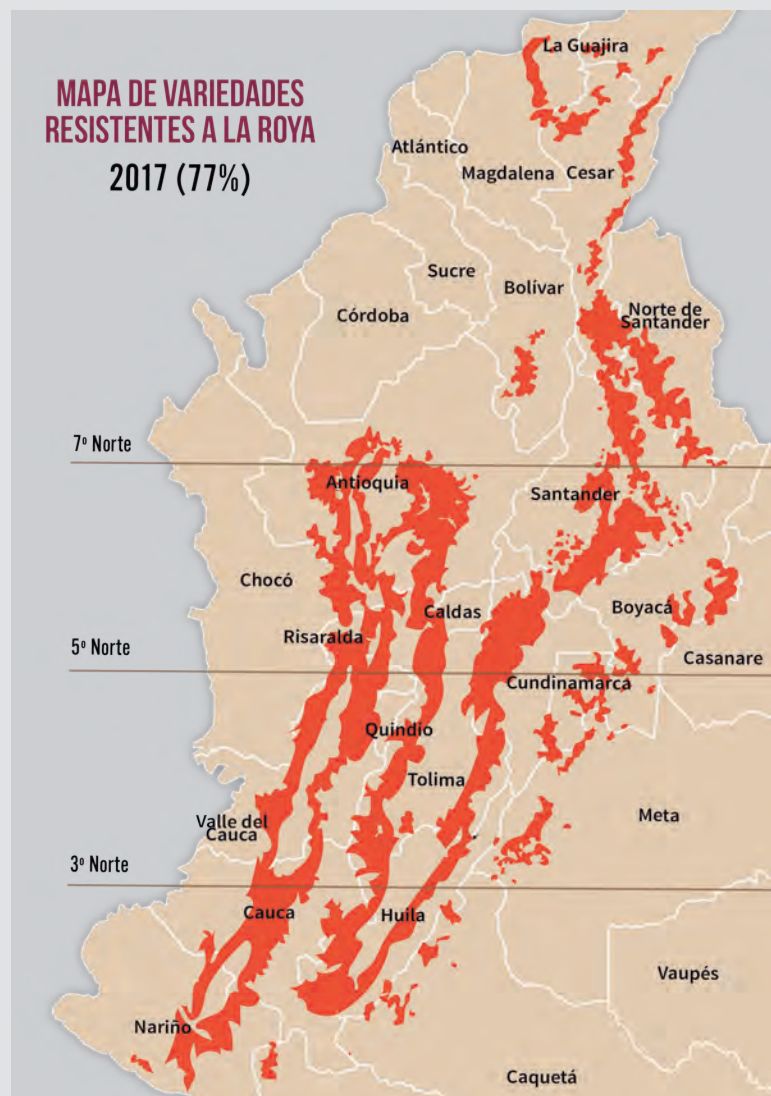 MAPA DE VARIEDADES
RESISTENTES A LA ROYA
2017 (77%)
La Guajira
Atlántico
Magdalena
Cesar
Sucre
Bolívar
Córdoba
Norte de
Santander
7º Norte
Antioquia
Santander
Chocó
Caldas
Boyacá
Risaralda
5º Norte
Casanare
Cundinamarca
Quindio
Tolima
Valle del
Cauca
Meta
3º Norte
Cauca
Huila
Vaupés
Nariño
Caquetá